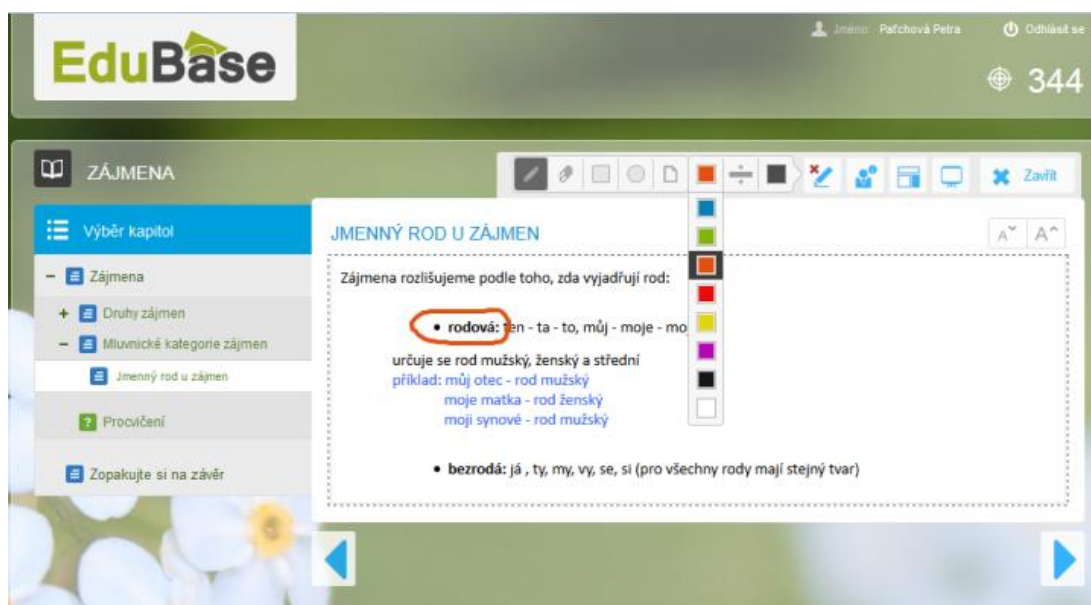 EduBase
Jméno: Paťchová Petra
Odhlásit se
344
ZÁJMENA
Zavřít
Výběr kapitol
Zájmena
Druhy zájmen
Mluvnické kategorie zájmen
Jmenný rod u zájmen
Procvičení
Zopakujte si na závěr
JMENNÝ ROD U ZÁJMEN
A A
Zájmena rozlišujeme podle toho, zda vyjadřují rod:
• rodová: ten - ta - to, můj - moje - mo
určuje se rod mužský, ženský a střední
příklad: můj otec - rod mužský
moje matka - rod ženský
moji synové - rod mužský
• bezrodá: já , ty, my, vy, se, si (pro všechny rody mají stejný tvar)